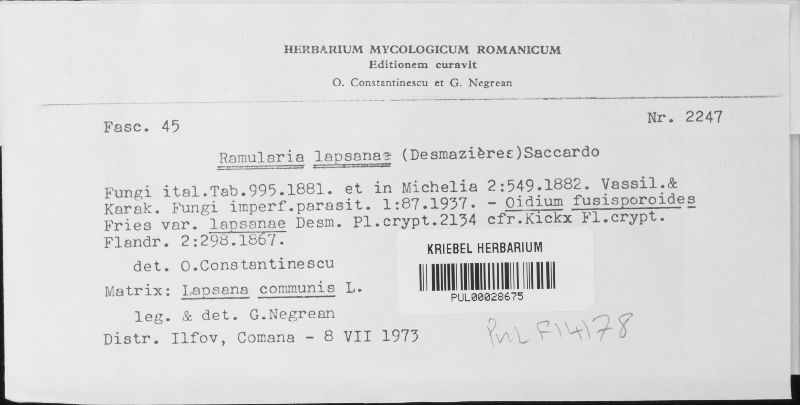 HERBARIUM MYCOLOGICUM ROMANICUM
Editionem curavit
O. Constantinescu et G. Negrean
Fasc. 45
Nr. 2247
Ramularia lapsanae (Desmazières)Saccardo
Fungi ital.Tab.995.1881. et in Michelia 2:549.1882. Vassil.&
Karak. Fungi imperf.parasit. 1:87.1937. - Oidium fusisporoides
Fries var. lapsanae Desm. Pl.crypt.2134 cfr.Kickx Fl.crypt.
Flandr. 2:298.1867.
det. O.Constantinescu
Matrix: Lapsana communis L.
leg. & det. G.Negrean
Distr. Ilfov, Comana - 8 VII 1973
KRIEBEL HERBARIUM
PUL00028675
PUL F14178